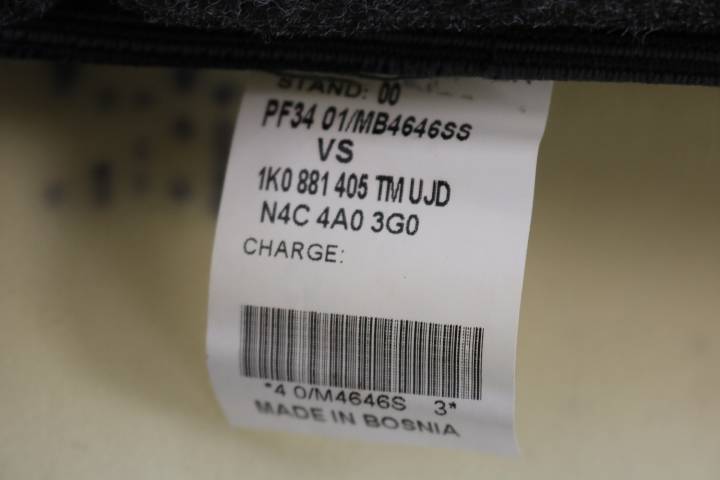 STAND: 00
PF34 01/MB4646SS
VS
1K0 881 405 TM UJD
N4C 4A0 3G0
CHARGE:
*4 0/M4646S 3*
MADE IN BOSNIA